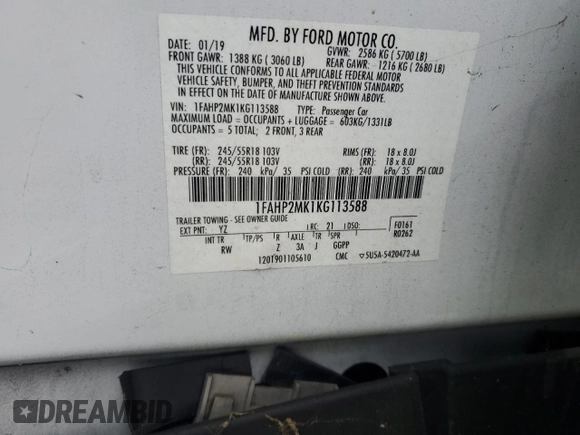 MFD. BY FORD MOTOR CO.
DATE: 01/19 GVWR: 2586 KG ( 5700 LB)
FRONT GAWR: 1388 KG ( 3060 LB) REAR GAWR: 1216 KG ( 2680 LB)
THIS VEHICLE CONFORMS TO ALL APPLICABLE FEDERAL MOTOR
VEHICLE SAFETY, BUMPER, AND THEFT PREVENTION STANDARDS
IN EFFECT ON THE DATE OF MANUFACTURE SHOWN ABOVE.
VIN: 1FAHP2MK1KG113588 TYPE: Passenger Car
MAXIMUM LOAD = OCCUPANTS + LUGGAGE = 603KG/1331LB
OCCUPANTS = 5 TOTAL; 2 FRONT, 3 REAR
TIRE (FR): 245/55R18 103V RIMS (FR): 18 x 8.0J
(RR): 245/55R18 103V (RR): 18 x 8.0J
PRESSURE (FR): 240 kPa/ 35 PSI COLD (RR): 240 kPa/ 35 PSI COLD
1FAHP2MK1KG113588
TRAILER TOWING - SEE OWNER GUIDE
EXT PNT: YZ RC: 21 DSO: F0161
INT TR TP/PS R AXLE TR SPR R0262
RW Z 3A J GGPP
1201901105610 CMC 5U5A-5420472-AA
DREAMBID